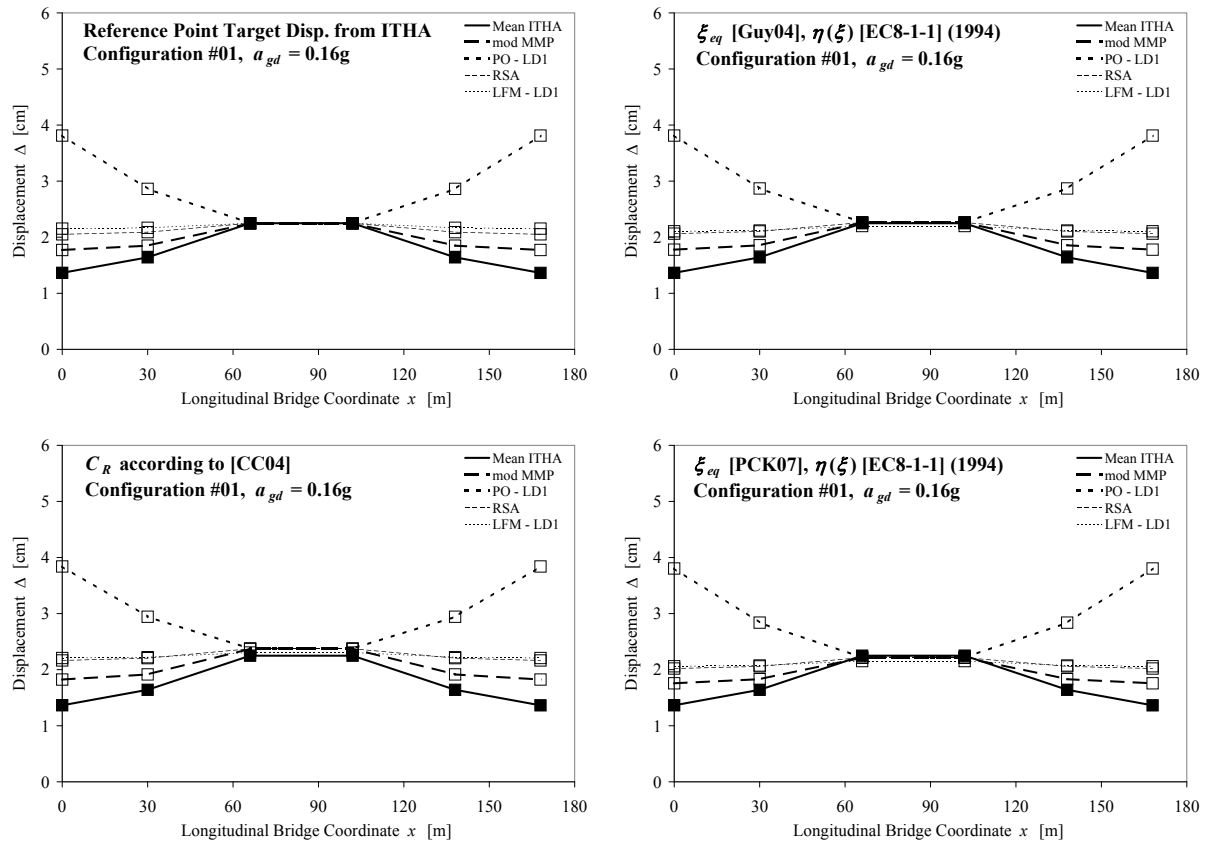 Reference Point Target Disp. from ITHA
Configuration #01, a gd = 0.16g
Mean ITHA
mod MMP
PO - LD1
RSA
LFM - LD1
Displacement Δ [cm]
6
5
4
3
2
1
0
0 30 60 90 120 150 180
Longitudinal Bridge Coordinate x [m]
ξ eq [Guy04], η(ξ) [EC8-1-1] (1994)
Configuration #01, a gd = 0.16g
Mean ITHA
mod MMP
PO - LD1
RSA
LFM - LD1
Displacement Δ [cm]
6
5
4
3
2
1
0
0 30 60 90 120 150 180
Longitudinal Bridge Coordinate x [m]
C R according to [CC04]
Configuration #01, a gd = 0.16g
Mean ITHA
mod MMP
PO - LD1
RSA
LFM - LD1
Displacement Δ [cm]
6
5
4
3
2
1
0
0 30 60 90 120 150 180
Longitudinal Bridge Coordinate x [m]
ξ eq [PCK07], η(ξ) [EC8-1-1] (1994)
Configuration #01, a gd = 0.16g
Mean ITHA
mod MMP
PO - LD1
RSA
LFM - LD1
Displacement Δ [cm]
6
5
4
3
2
1
0
0 30 60 90 120 150 180
Longitudinal Bridge Coordinate x [m]